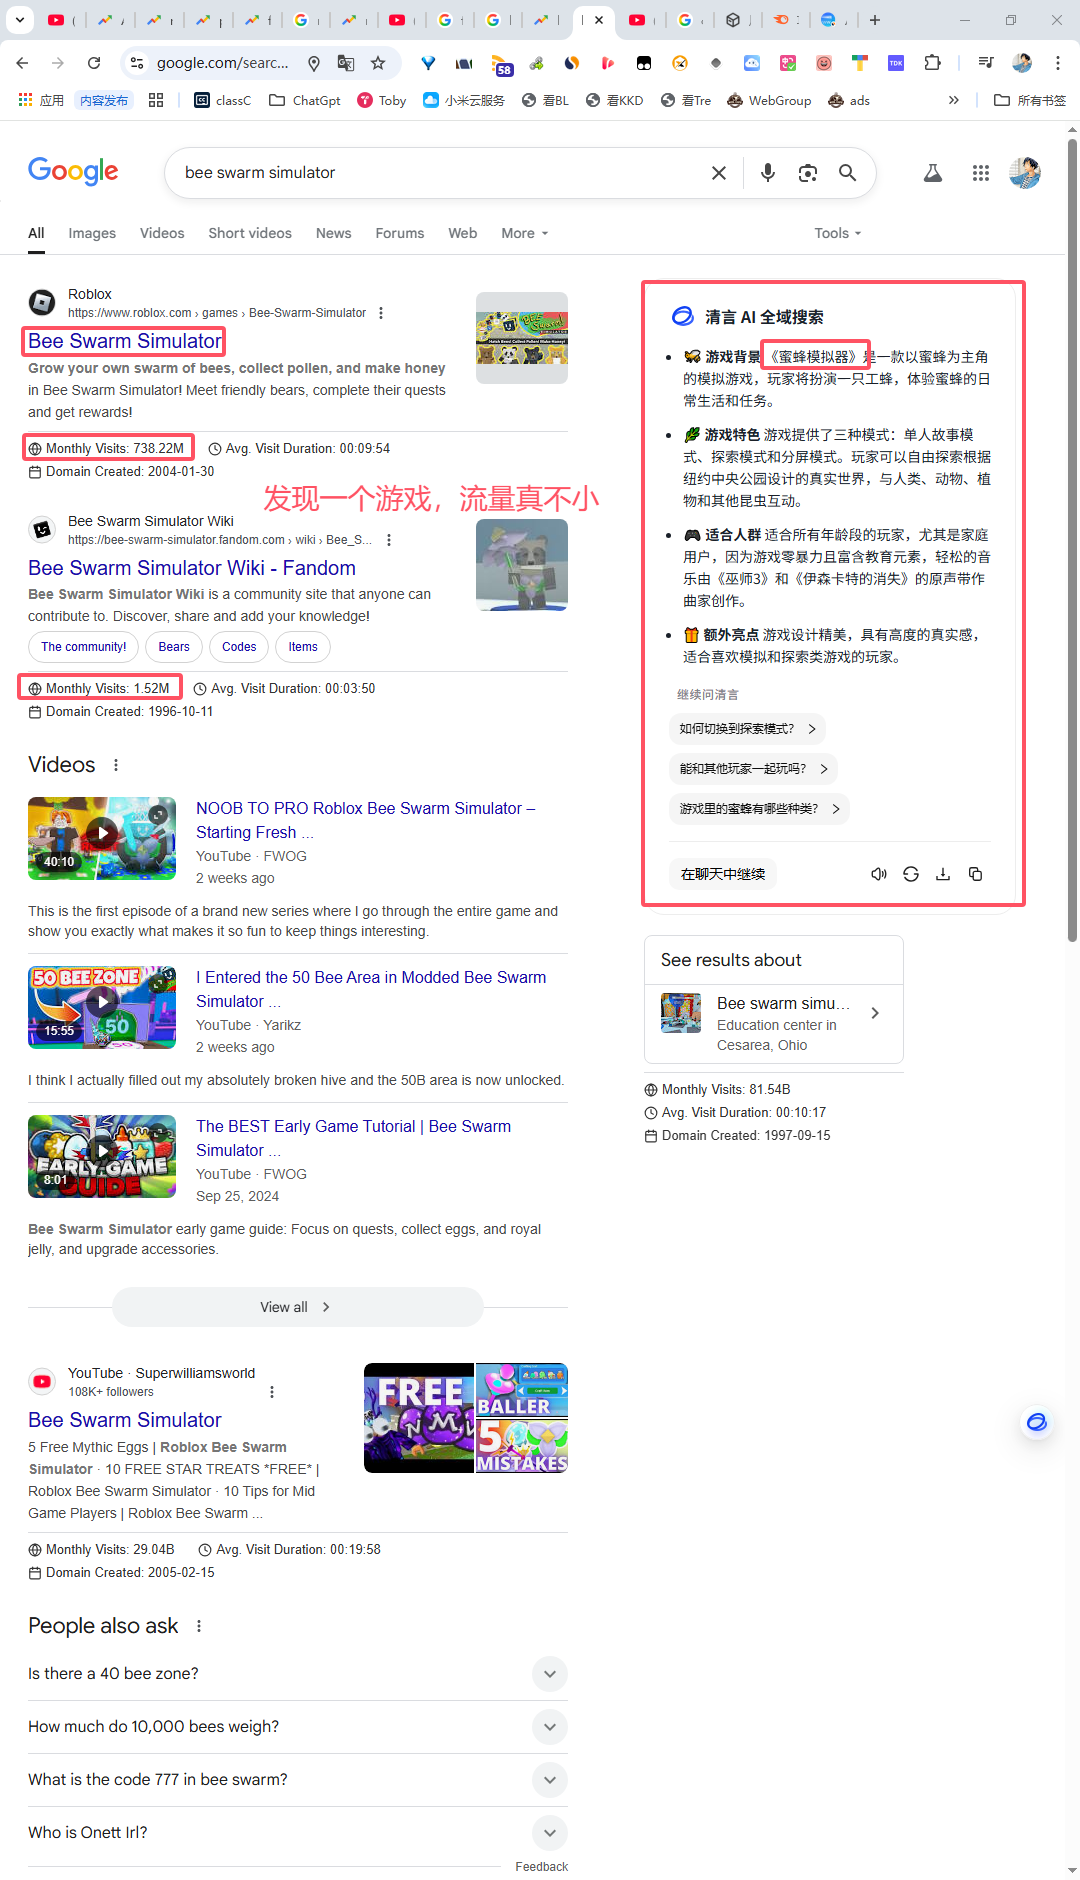 google.com/searc...
58
TDK
应用
内容发布
classC
ChatGpt
Toby
小米云服务
看BL
看KKD
看Tre
WebGroup
ads
所有书签
Google
bee swarm simulator
All
Images
Videos
Short videos
News
Forums
Web
More
Tools
Roblox
https://www.roblox.com › games › Bee-Swarm-Simulator
Bee Swarm Simulator
Grow your own swarm of bees, collect pollen, and make honey
in Bee Swarm Simulator! Meet friendly bears, complete their quests
and get rewards!
Monthly Visits: 738.22M
Avg. Visit Duration: 00:09:54
Domain Created: 2004-01-30
发现一个游戏，流量真不小
Bee Swarm Simulator Wiki
https://bee-swarm-simulator.fandom.com › wiki › Bee_S...
Bee Swarm Simulator Wiki - Fandom
Bee Swarm Simulator Wiki is a community site that anyone can
contribute to. Discover, share and add your knowledge!
The community!
Bears
Codes
Items
Monthly Visits: 1.52M
Avg. Visit Duration: 00:03:50
Domain Created: 1996-10-11
Videos
40:10
NOOB TO PRO Roblox Bee Swarm Simulator –
Starting Fresh ...
YouTube · FWOG
2 weeks ago
This is the first episode of a brand new series where I go through the entire game and
show you exactly what makes it so fun to keep things interesting.
50 BEE ZONE
50
15:55
I Entered the 50 Bee Area in Modded Bee Swarm
Simulator ...
YouTube · Yarikz
2 weeks ago
I think I actually filled out my absolutely broken hive and the 50B area is now unlocked.
EARLY GAME
GUIDE
8:01
The BEST Early Game Tutorial | Bee Swarm
Simulator ...
YouTube · FWOG
Sep 25, 2024
Bee Swarm Simulator early game guide: Focus on quests, collect eggs, and royal
jelly, and upgrade accessories.
View all
YouTube · Superwilliamsworld
108K+ followers
Bee Swarm Simulator
5 Free Mythic Eggs | Roblox Bee Swarm
Simulator · 10 FREE STAR TREATS *FREE* |
Roblox Bee Swarm Simulator · 10 Tips for Mid
Game Players | Roblox Bee Swarm ...
FREE
BALLER
5
MISTAKES
Monthly Visits: 29.04B
Avg. Visit Duration: 00:19:58
Domain Created: 2005-02-15
People also ask
Is there a 40 bee zone?
How much do 10,000 bees weigh?
What is the code 777 in bee swarm?
Who is Onett Irl?
Feedback
清言 AI 全域搜索
游戏背景《蜜蜂模拟器》是一款以蜜蜂为主角
的模拟游戏，玩家将扮演一只工蜂，体验蜜蜂的日
常生活和任务。
游戏特色 游戏提供了三种模式：单人故事模
式、探索模式和分屏模式。玩家可以自由探索根据
纽约中央公园设计的真实世界，与人类、动物、植
物和其他昆虫互动。
适合人群 适合所有年龄段的玩家，尤其是家庭
用户，因为游戏零暴力且富含教育元素，轻松的音
乐由《巫师3》和《伊森卡特的消失》的原声带作
曲家创作。
额外亮点 游戏设计精美，具有高度的真实感，
适合喜欢模拟和探索类游戏的玩家。
继续问清言
如何切换到探索模式?
能和其他玩家一起玩吗?
游戏里的蜜蜂有哪些种类?
在聊天中继续
See results about
Bee swarm simu...
Education center in
Cesarea, Ohio
Monthly Visits: 81.54B
Avg. Visit Duration: 00:10:17
Domain Created: 1997-09-15